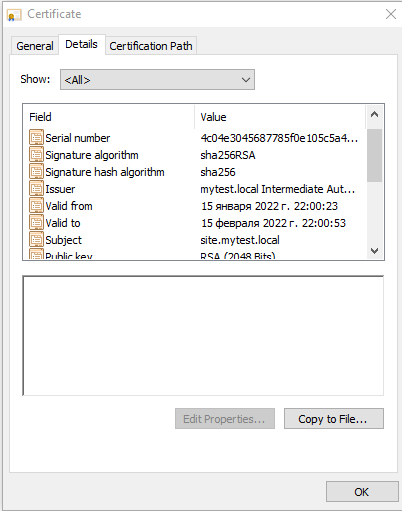 Certificate
General Details Certification Path
Show: <All>
Field Value
Serial number 4c04e3045687785f0e105c5a4...
Signature algorithm sha256RSA
Signature hash algorithm sha256
Issuer mytest.local Intermediate Aut...
Valid from 15 января 2022 г. 22:00:23
Valid to 15 февраля 2022 г. 22:00:53
Subject site.mytest.local
Public key RSA (2048 Bits)
Edit Properties... Copy to File...
OK